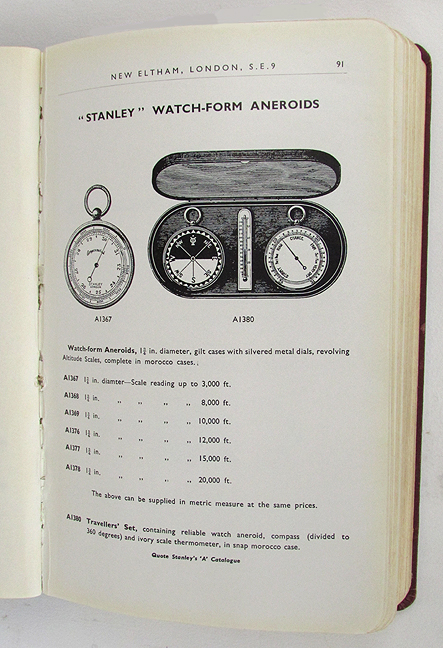 NEW ELTHAM, LONDON, S.E.9 91
"STANLEY" WATCH-FORM ANEROIDS
STANLEY
LONDON
CHANGE
A1367 A1380
Watch-form Aneroids, 1¾ in. diameter, gilt cases with silvered metal dials, revolving
Altitude Scales, complete in morocco cases.
A1367 1¾ in. diamter—Scale reading up to 3,000 ft.
A1368 1¾ in. ,, ,, ,, ,, 8,000 ft.
A1369 1¾ in. ,, ,, ,, ,, 10,000 ft.
A1376 1¾ in. ,, ,, ,, ,, 12,000 ft.
A1377 1¾ in. ,, ,, ,, ,, 15,000 ft.
A1378 1¾ in. ,, ,, ,, ,, 20,000 ft.
The above can be supplied in metric measure at the same prices.
A1380 Travellers' Set, containing reliable watch aneroid, compass (divided to
360 degrees) and ivory scale thermometer, in snap morocco case.
Quote Stanley's 'A' Catalogue